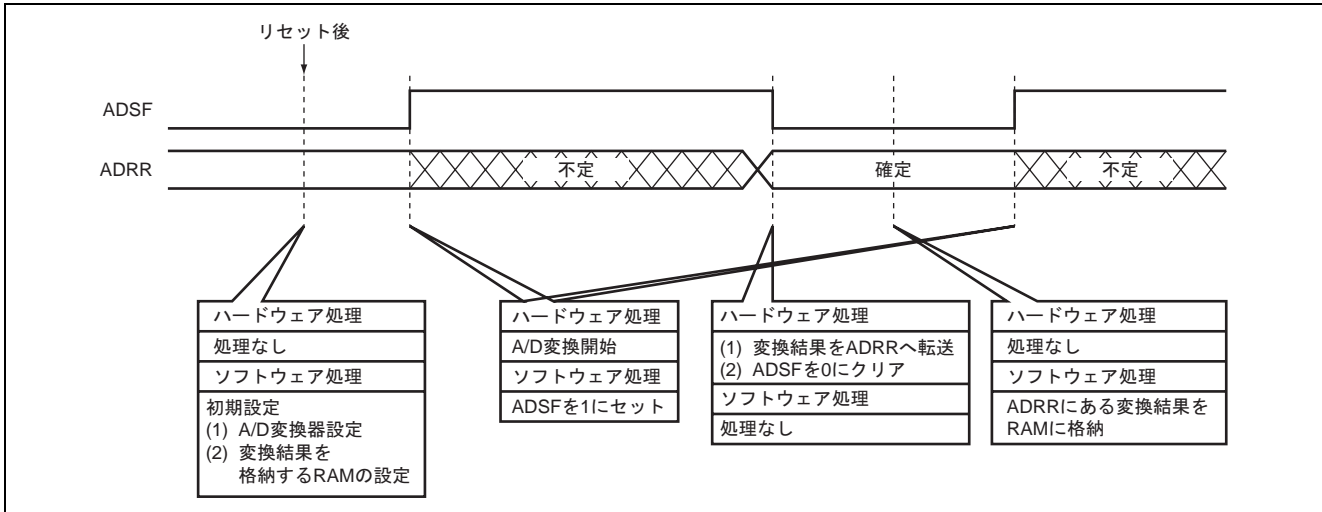 リセット後
ADSF
ADRR
不定
確定
不定
ハードウェア処理
処理なし
ソフトウェア処理
初期設定
(1) A/D変換器設定
(2) 変換結果を
格納するRAMの設定
ハードウェア処理
A/D変換開始
ソフトウェア処理
ADSFを1にセット
ハードウェア処理
(1) 変換結果をADRRへ転送
(2) ADSFを0にクリア
ソフトウェア処理
処理なし
ハードウェア処理
処理なし
ソフトウェア処理
ADRRにある変換結果を
RAMに格納